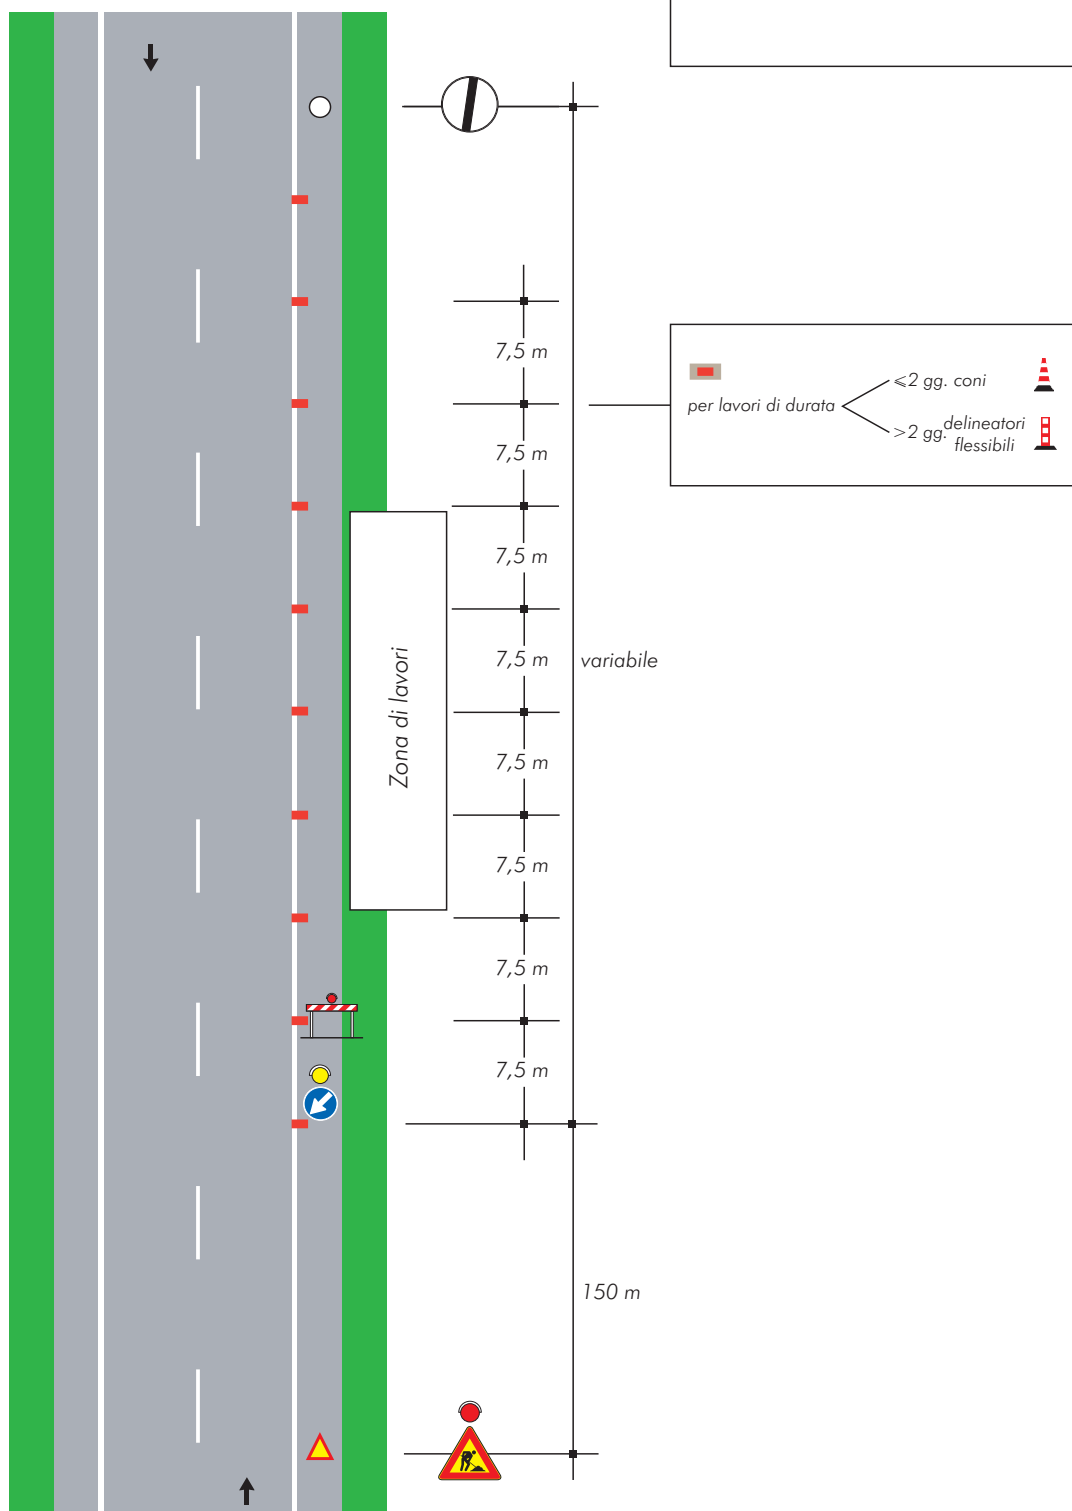 7,5 m
≤2 gg. coni
per lavori di durata
>2 gg. delineatori
flessibili
7,5 m
7,5 m
7,5 m
variabile
Zona di lavori
7,5 m
7,5 m
7,5 m
7,5 m
150 m